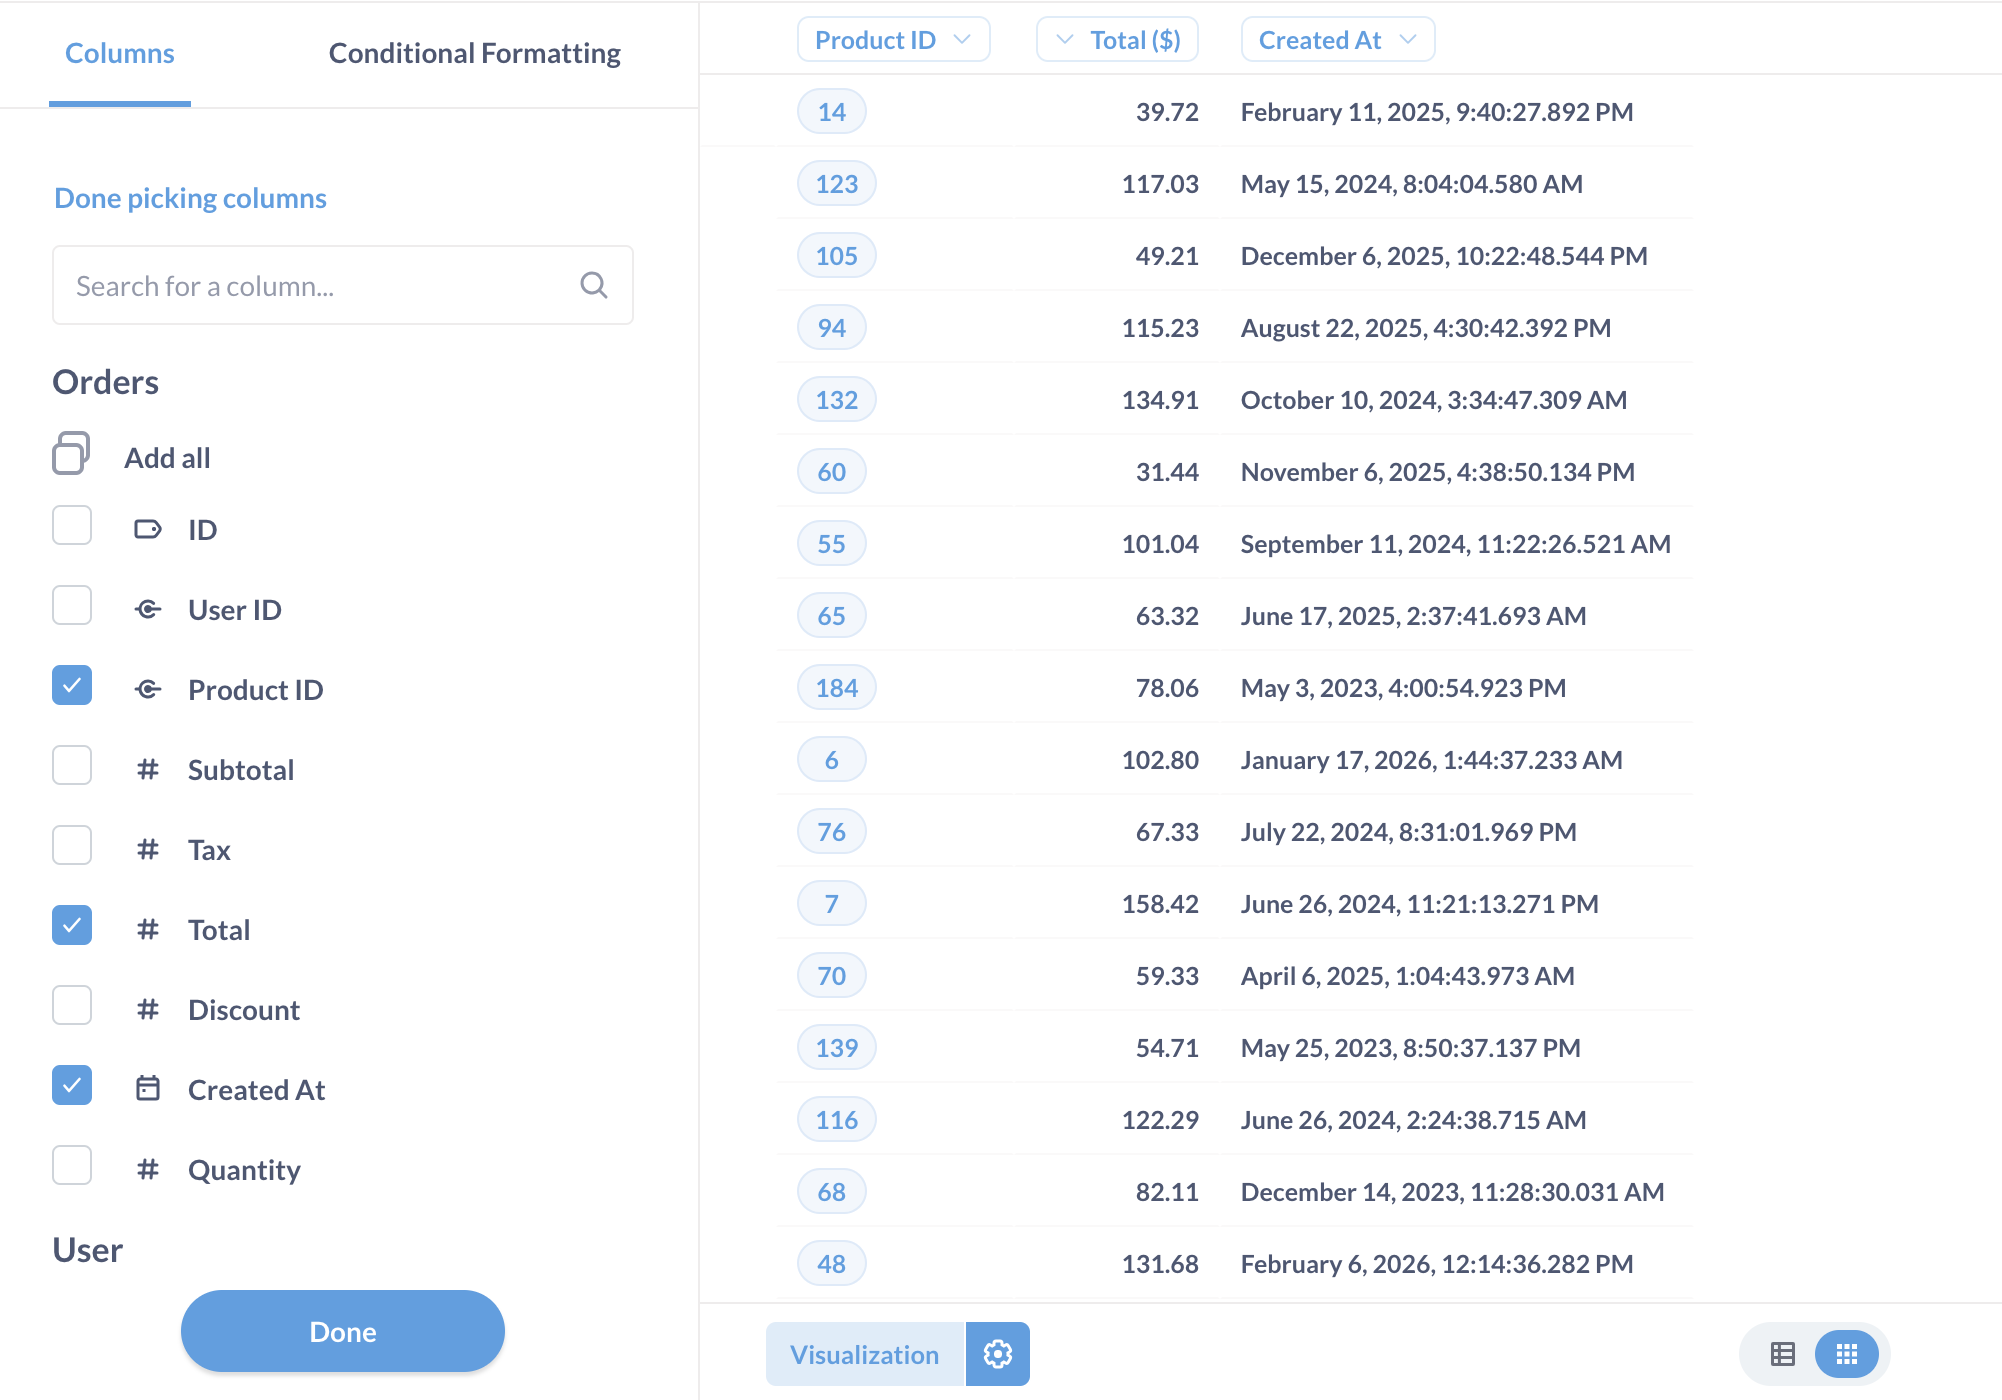 Columns
Conditional Formatting
Done picking columns
Search for a column...
Orders
Add all
ID
User ID
Product ID
Subtotal
Tax
Total
Discount
Created At
Quantity
User
Done
Product ID Total ($) Created At
14 39.72 February 11, 2025, 9:40:27.892 PM
123 117.03 May 15, 2024, 8:04:04.580 AM
105 49.21 December 6, 2025, 10:22:48.544 PM
94 115.23 August 22, 2025, 4:30:42.392 PM
132 134.91 October 10, 2024, 3:34:47.309 AM
60 31.44 November 6, 2025, 4:38:50.134 PM
55 101.04 September 11, 2024, 11:22:26.521 AM
65 63.32 June 17, 2025, 2:37:41.693 AM
184 78.06 May 3, 2023, 4:00:54.923 PM
6 102.80 January 17, 2026, 1:44:37.233 AM
76 67.33 July 22, 2024, 8:31:01.969 PM
7 158.42 June 26, 2024, 11:21:13.271 PM
70 59.33 April 6, 2025, 1:04:43.973 AM
139 54.71 May 25, 2023, 8:50:37.137 PM
116 122.29 June 26, 2024, 2:24:38.715 AM
68 82.11 December 14, 2023, 11:28:30.031 AM
48 131.68 February 6, 2026, 12:14:36.282 PM
Visualization